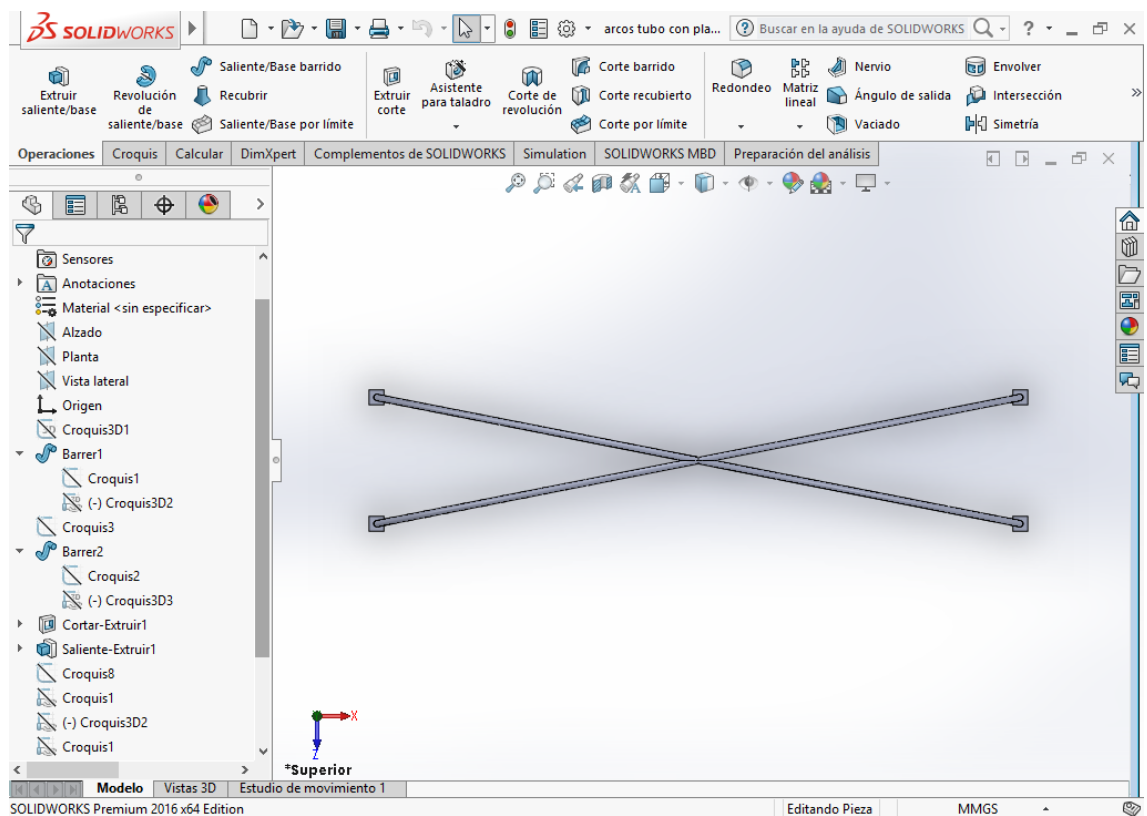 SOLIDWORKS
arcos tubo con pla...
Buscar en la ayuda de SOLIDWORKS
Extruir saliente/base
Revolución de saliente/base
Saliente/Base barrido
Recubrir
Saliente/Base por límite
Extruir corte
Asistente para taladro
Corte de revolución
Corte barrido
Corte recubierto
Corte por límite
Redondeo
Matriz lineal
Nervio
Ángulo de salida
Vaciado
Envolver
Intersección
Simetría
Operaciones
Croquis
Calcular
DimXpert
Complementos de SOLIDWORKS
Simulation
SOLIDWORKS MBD
Preparación del análisis
Sensores
Anotaciones
Material <sin especificar>
Alzado
Planta
Vista lateral
Origen
Croquis3D1
Barrer1
Croquis1
(-) Croquis3D2
Croquis3
Barrer2
Croquis2
(-) Croquis3D3
Cortar-Extruir1
Saliente-Extruir1
Croquis8
Croquis1
(-) Croquis3D2
Croquis1
X
Z
*Superior
Modelo
Vistas 3D
Estudio de movimiento 1
SOLIDWORKS Premium 2016 x64 Edition
Editando Pieza
MMGS